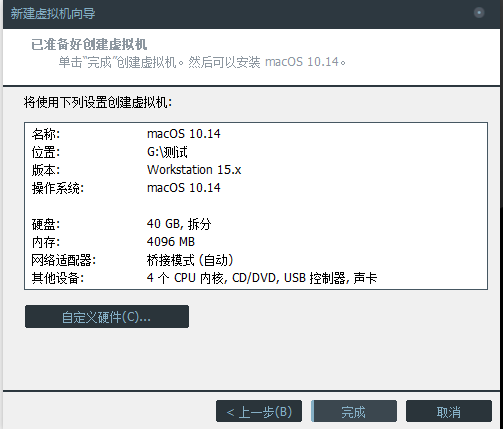 新建虚拟机向导
已准备好创建虚拟机
单击“完成”创建虚拟机。然后可以安装 macOS 10.14。
将使用下列设置创建虚拟机:
名称: macOS 10.14
位置: G:\测试
版本: Workstation 15.x
操作系统: macOS 10.14
硬盘: 40 GB, 拆分
内存: 4096 MB
网络适配器: 桥接模式 (自动)
其他设备: 4 个 CPU 内核, CD/DVD, USB 控制器, 声卡
自定义硬件(C)...
< 上一步(B) 完成 取消